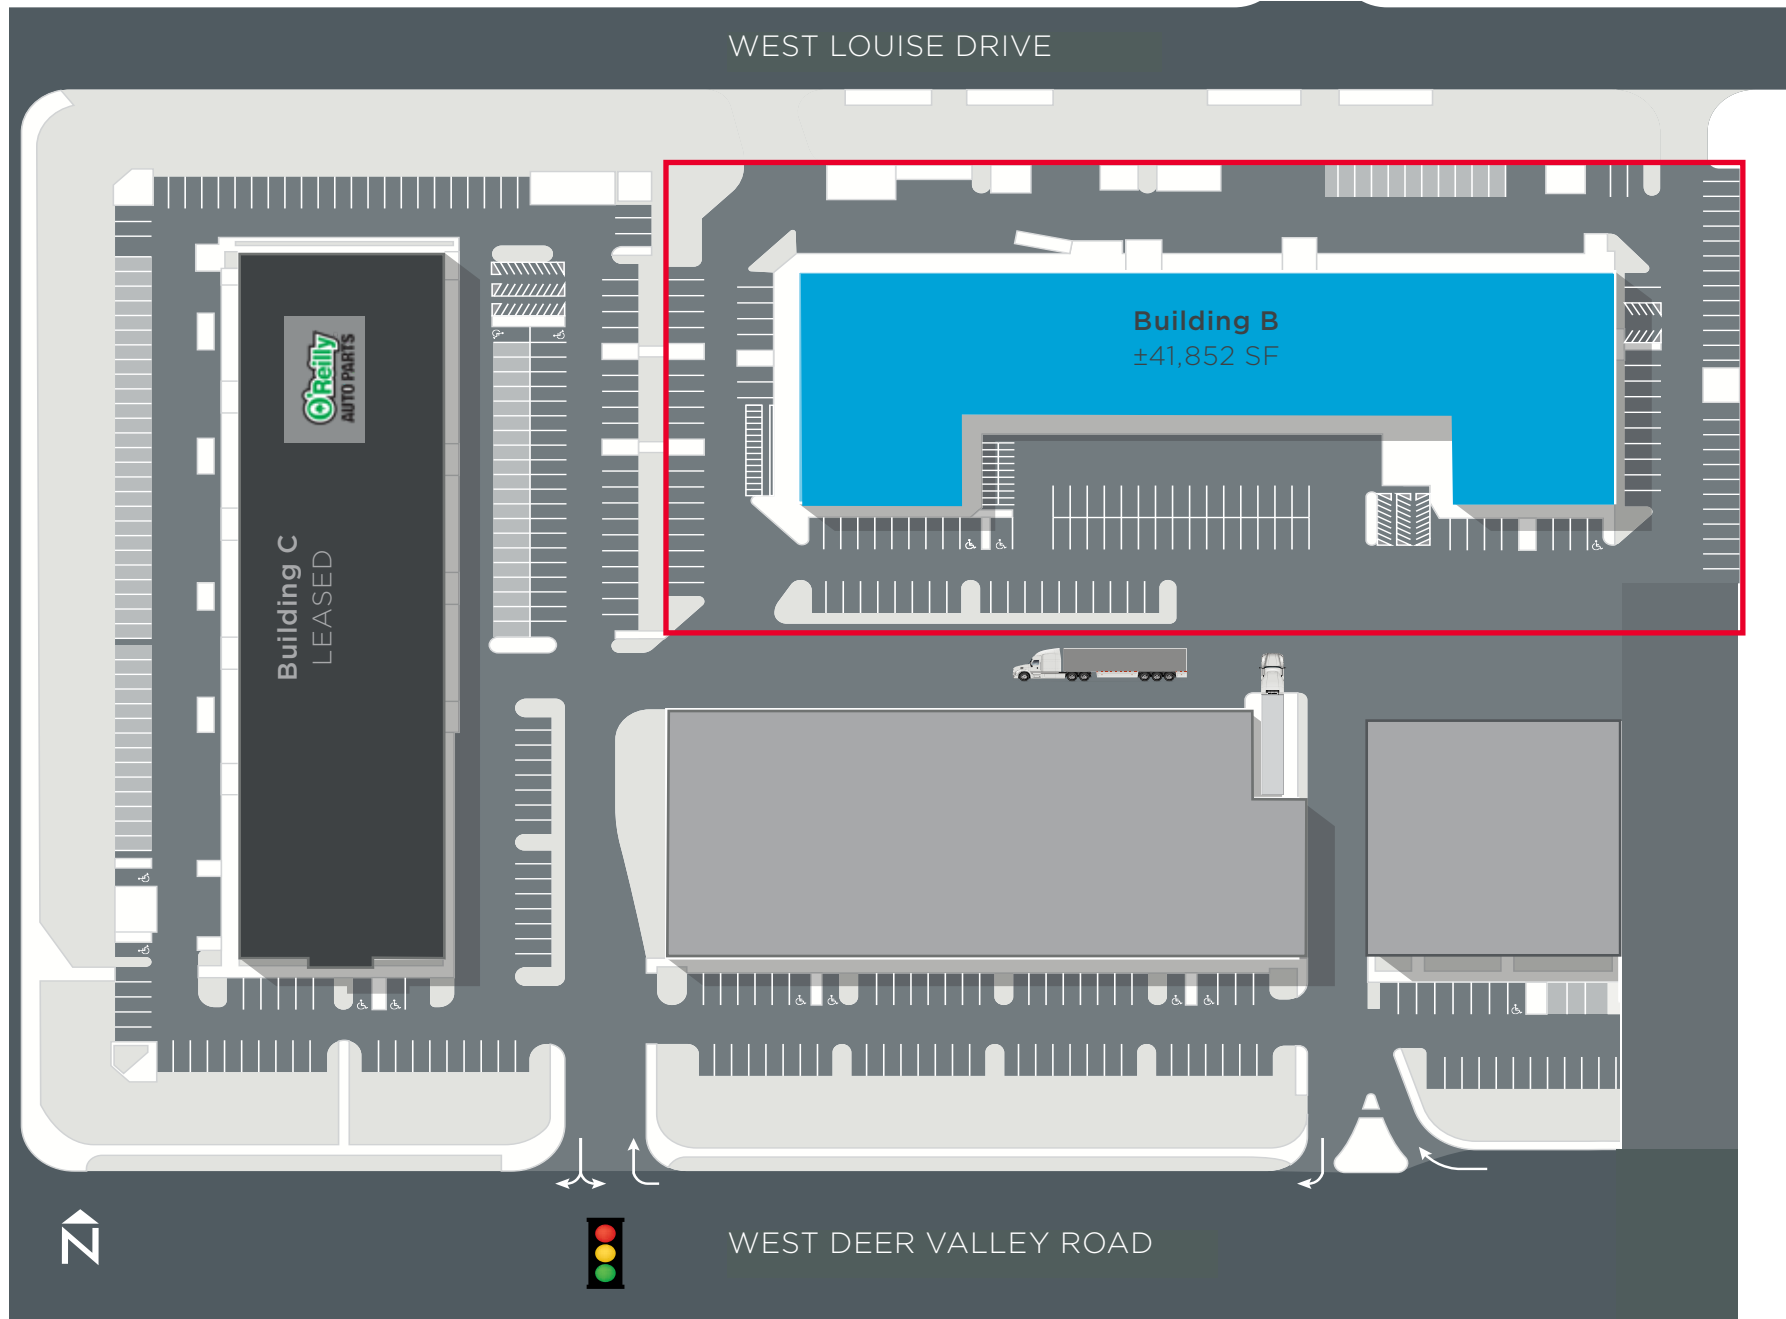 WEST LOUISE DRIVE
Building B
±41,852 SF
O'Reilly
AUTO PARTS
Building C
LEASED
N
WEST DEER VALLEY ROAD